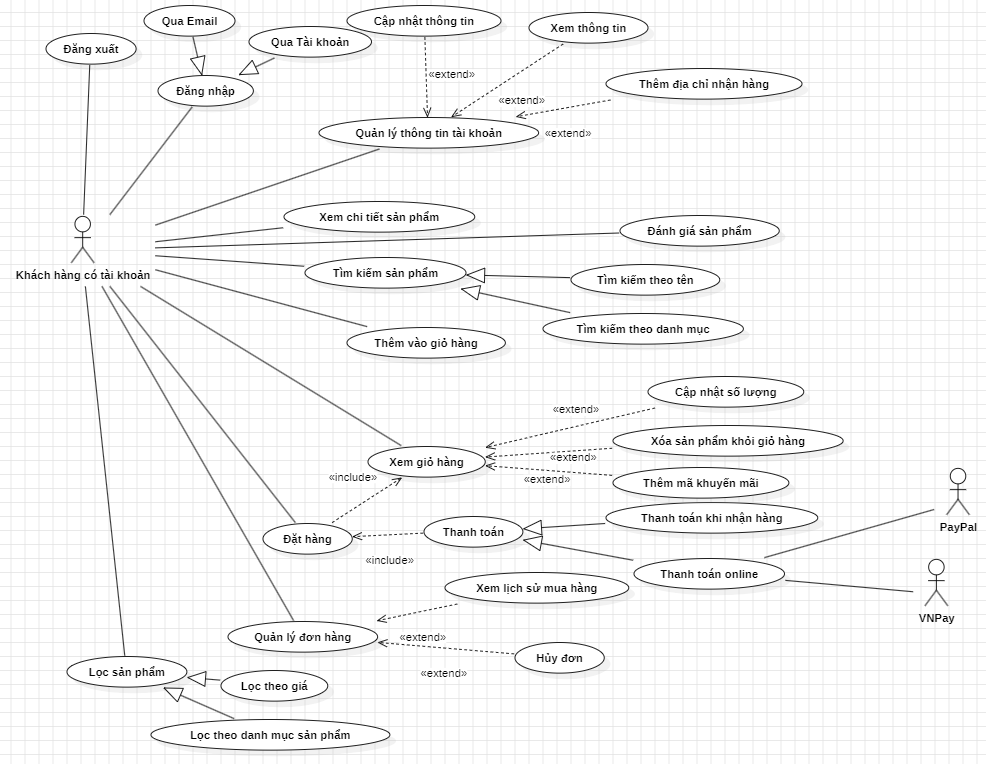 Qua Email
Cập nhật thông tin
Xem thông tin
Đăng xuất
Qua Tài khoản
«extend»
Thêm địa chỉ nhận hàng
Đăng nhập
«extend»
Quản lý thông tin tài khoản
«extend»
Xem chi tiết sản phẩm
Đánh giá sản phẩm
Khách hàng có tài khoản
Tìm kiếm sản phẩm
Tìm kiếm theo tên
Tìm kiếm theo danh mục
Thêm vào giỏ hàng
Cập nhật số lượng
«extend»
Xóa sản phẩm khỏi giỏ hàng
Xem giỏ hàng
«extend»
«include»
«extend»
Thêm mã khuyến mãi
Thanh toán khi nhận hàng
PayPal
Đặt hàng
Thanh toán
«include»
Thanh toán online
Xem lịch sử mua hàng
VNPay
Quản lý đơn hàng
«extend»
Hủy đơn
«extend»
Lọc sản phẩm
Lọc theo giá
Lọc theo danh mục sản phẩm